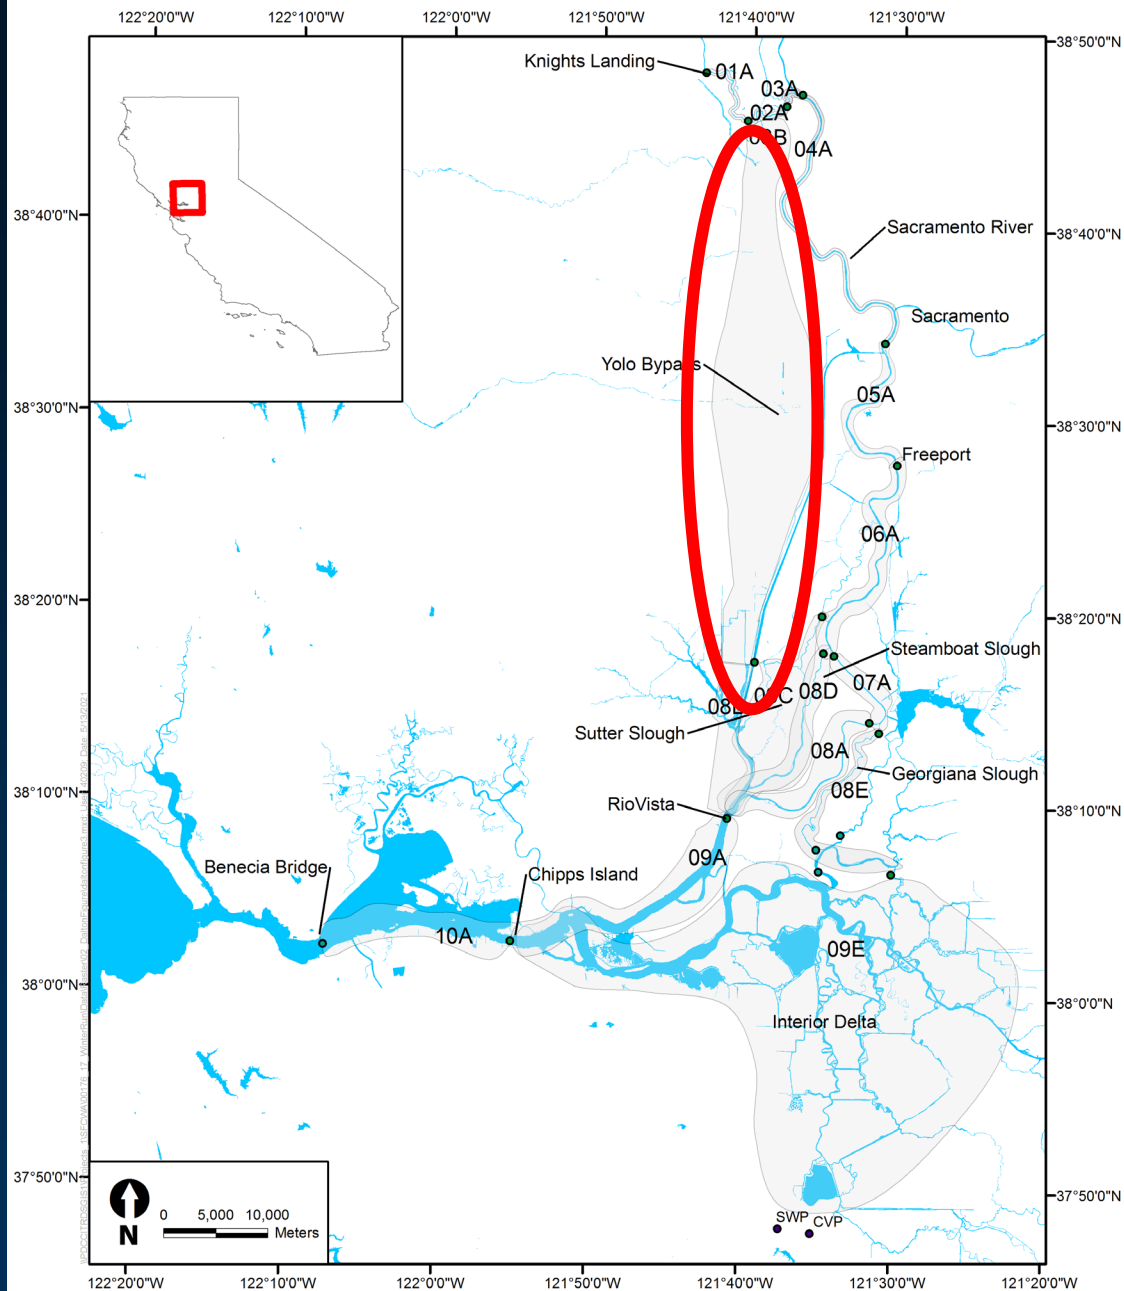 122°20'0"W
122°10'0"W
122°0'0"W
121°50'0"W
121°40'0"W
121°30'0"W
38°50'0"N
Knights Landing
01A
03A
02A
04A
38°40'0"N
38°40'0"N
Sacramento River
Sacramento
Yolo Bypass
05A
38°30'0"N
38°30'0"N
Freeport
06A
38°20'0"N
38°20'0"N
Steamboat Slough
07A
08D
Sutter Slough
08A
Georgiana Slough
38°10'0"N
08E
RioVista
38°10'0"N
09A
Benecia Bridge
Chipps Island
10A
09E
38°0'0"N
38°0'0"N
Interior Delta
37°50'0"N
37°50'0"N
SWP
CVP
0 5,000 10,000
Meters
N
122°20'0"W
122°10'0"W
122°0'0"W
121°50'0"W
121°40'0"W
121°30'0"W
121°20'0"W